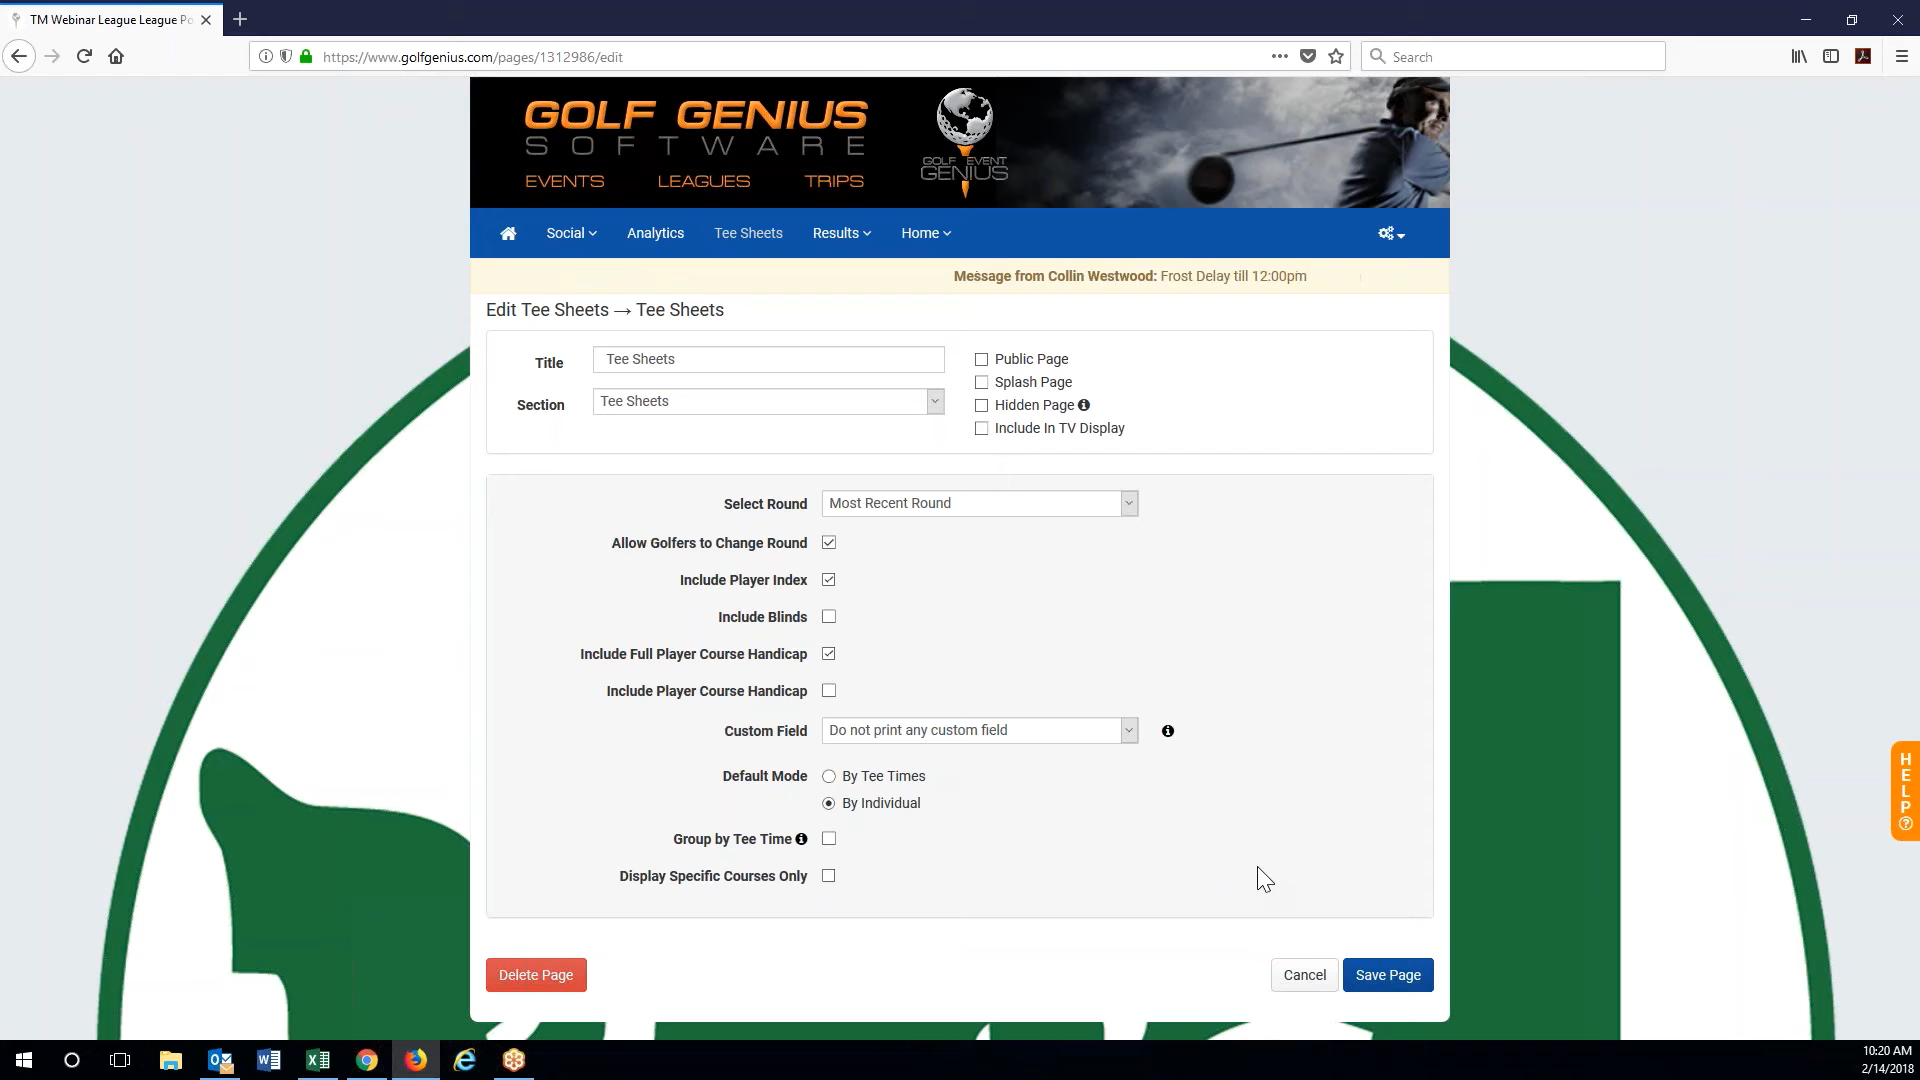 TM Webinar League League Po
https://www.golfgenius.com/pages/1312986/edit
Search
GOLF GENIUS
SOFTWARE
EVENTS LEAGUES TRIPS
GOLF EVENT
GENIUS
Social Analytics Tee Sheets Results Home
Message from Collin Westwood: Frost Delay till 12:00pm
Edit Tee Sheets → Tee Sheets
Title Tee Sheets
Section Tee Sheets
Public Page
Splash Page
Hidden Page
Include In TV Display
Select Round Most Recent Round
Allow Golfers to Change Round
Include Player Index
Include Blinds
Include Full Player Course Handicap
Include Player Course Handicap
Custom Field Do not print any custom field
Default Mode By Tee Times
By Individual
Group by Tee Time
Display Specific Courses Only
Delete Page Cancel Save Page
HELP
10:20 AM
2/14/2018